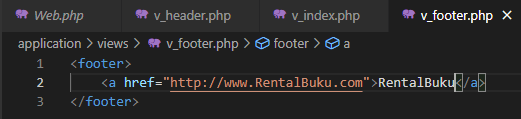 Web.php v_header.php v_index.php v_footer.php
application > views > v_footer.php > footer > a
1 <footer>
2 <a href="http://www.RentalBuku.com">RentalBuku</a>
3 </footer>